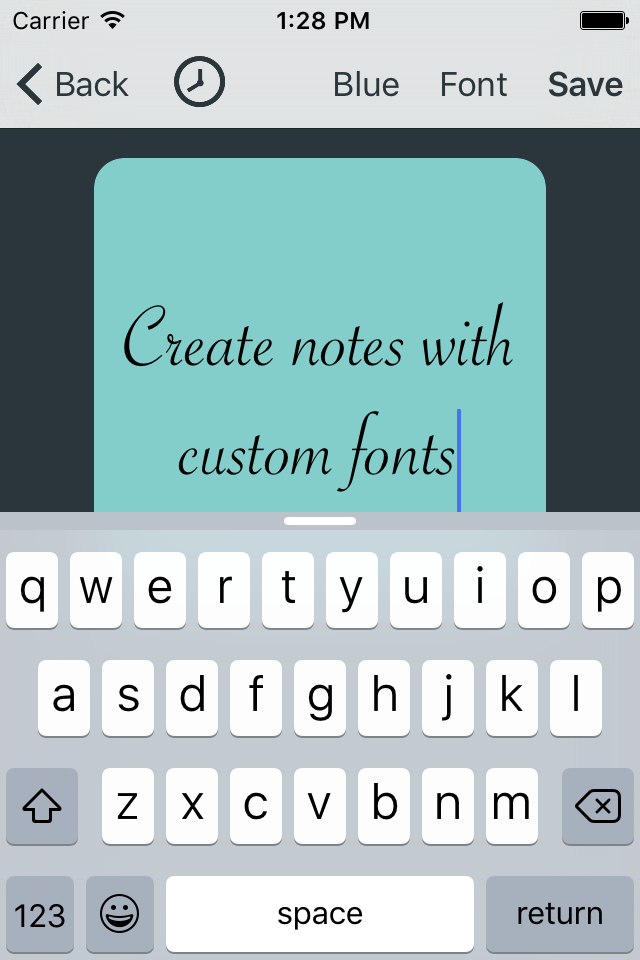 Carrier 1:28 PM
Back Blue Font Save
Create notes with
custom fonts
q w e r t y u i o p
a s d f g h j k l
z x c v b n m
123 space return